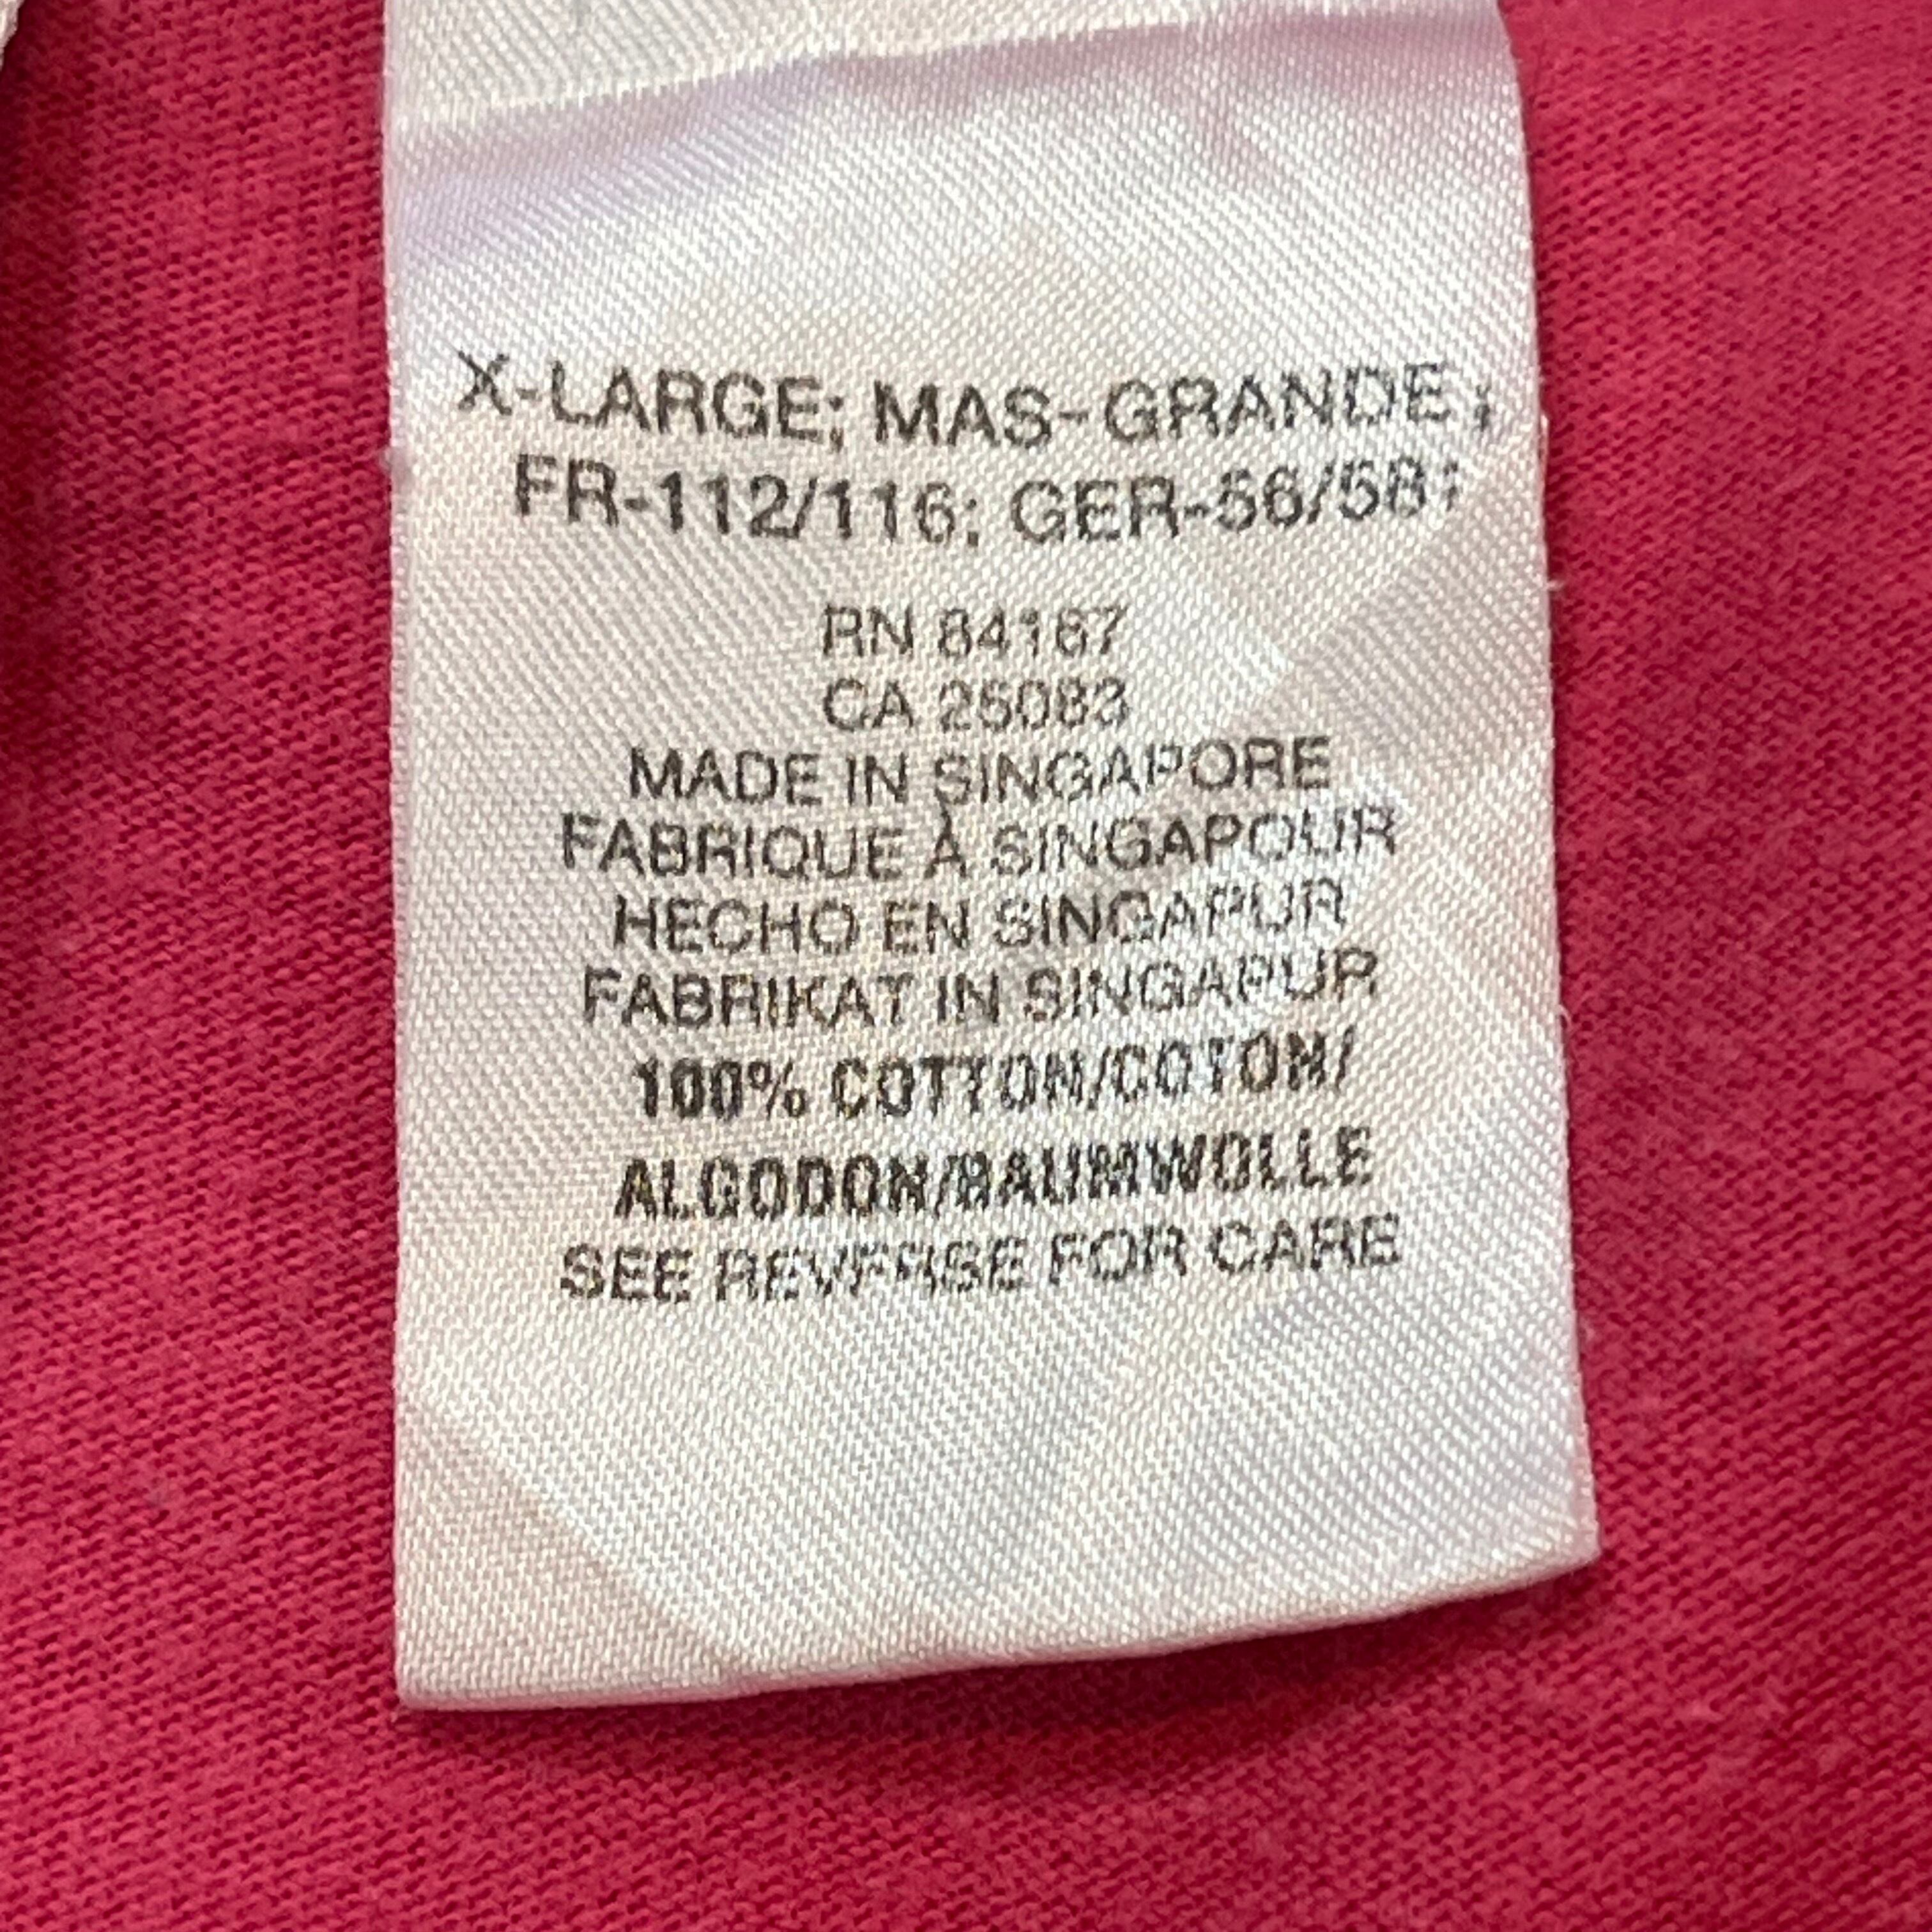 X-LARGE; MAS-GRANDE;
FR-112/116; GER-56/58;
RN 84167
CA 25083
MADE IN SINGAPORE
FABRIQUE À SINGAPOUR
HECHO EN SINGAPUR
FABRIKAT IN SINGAPUR
100% COTTON/COTON/
ALGODON/BAUMWOLLE
SEE REVERSE FOR CARE